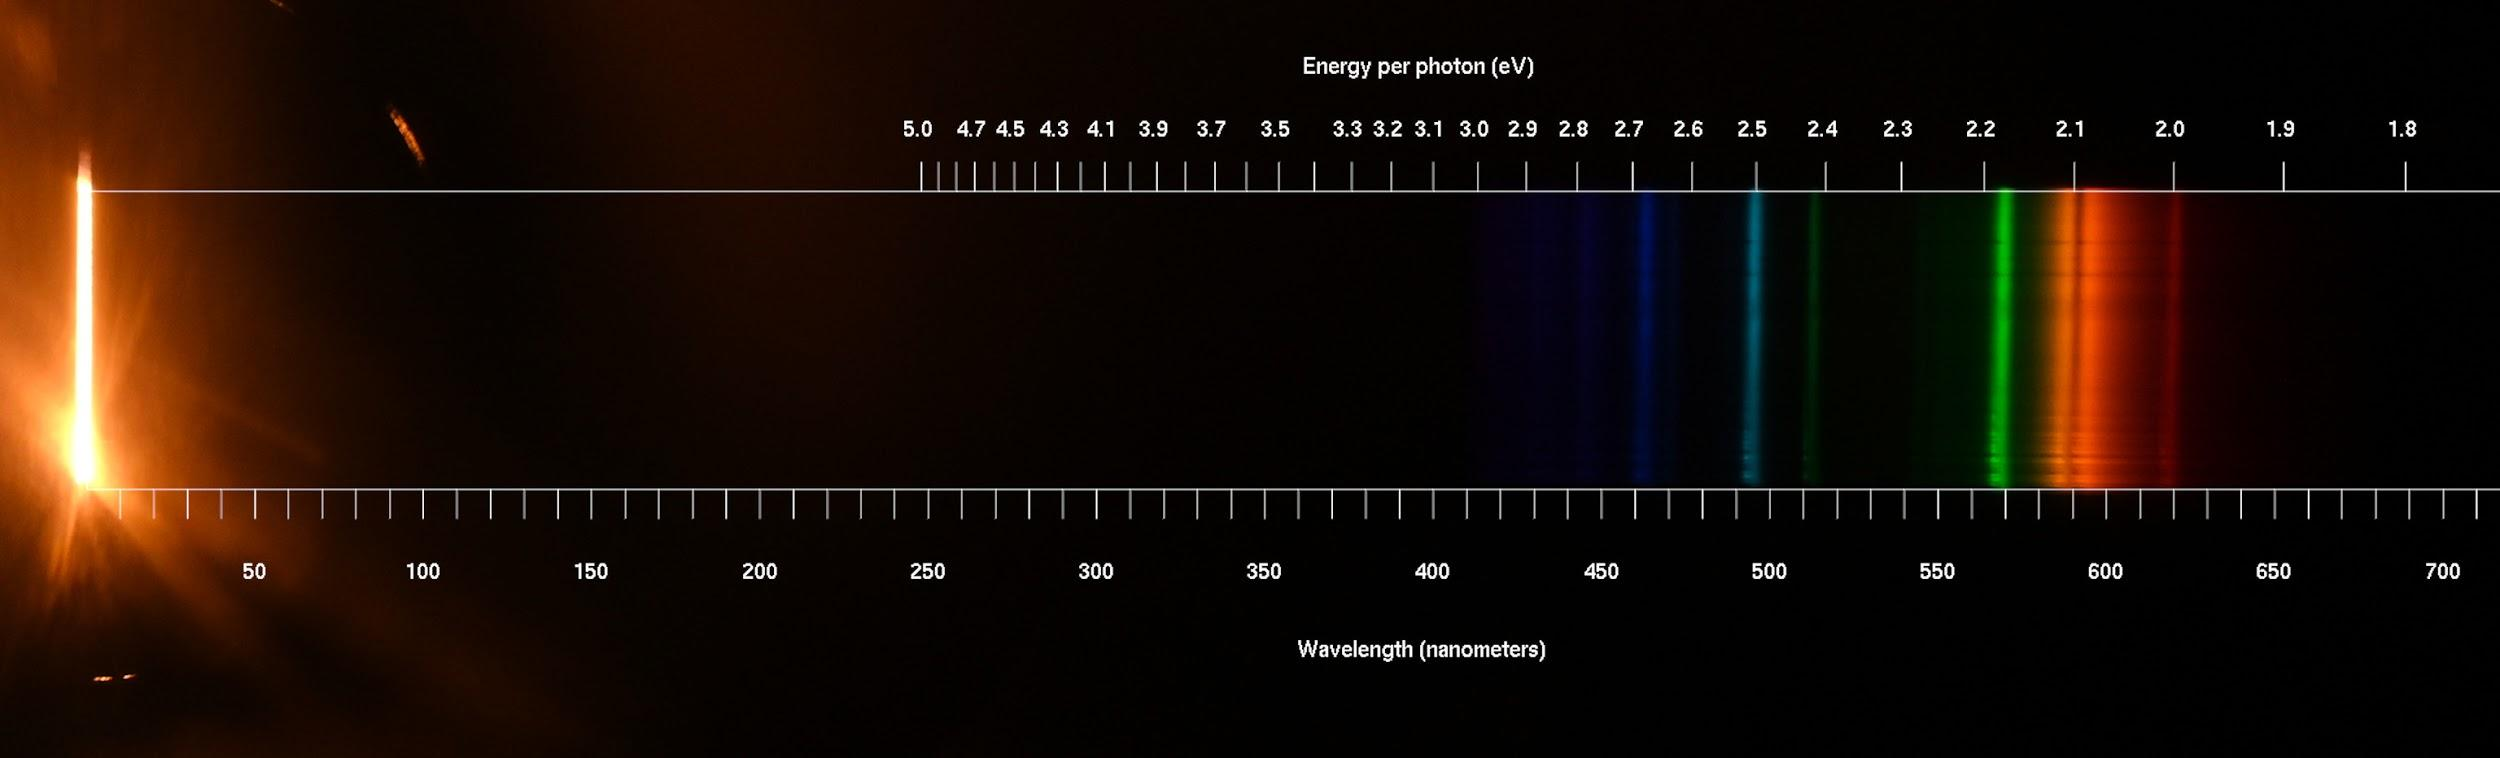 Energy per photon (eV)
5.0 4.7 4.5 4.3 4.1 3.9 3.7 3.5 3.3 3.2 3.1 3.0 2.9 2.8 2.7 2.6 2.5 2.4 2.3 2.2 2.1 2.0 1.9 1.8
50 100 150 200 250 300 350 400 450 500 550 600 650 700
Wavelength (nanometers)